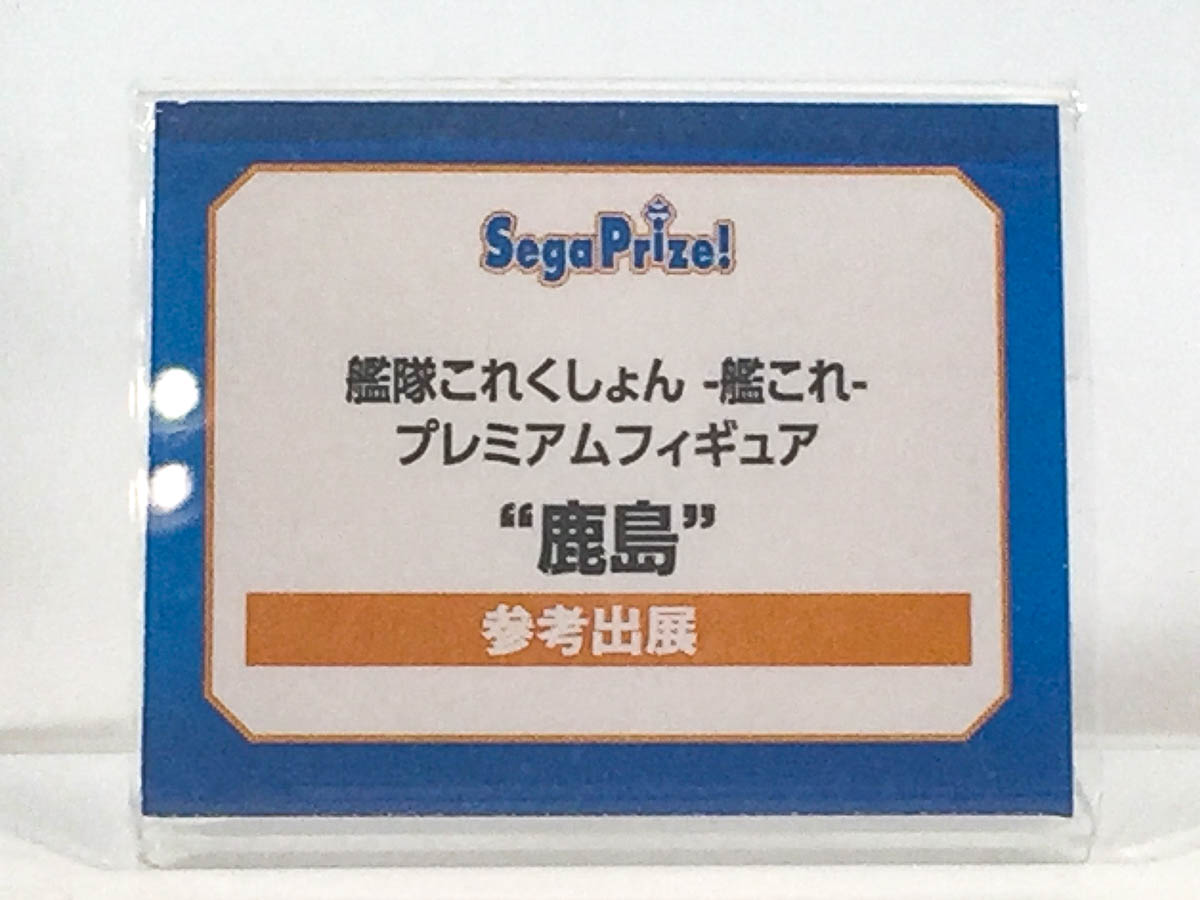 SegaPrize!
艦隊これくしょん -艦これ-
プレミアムフィギュア
“鹿島”
参考出展